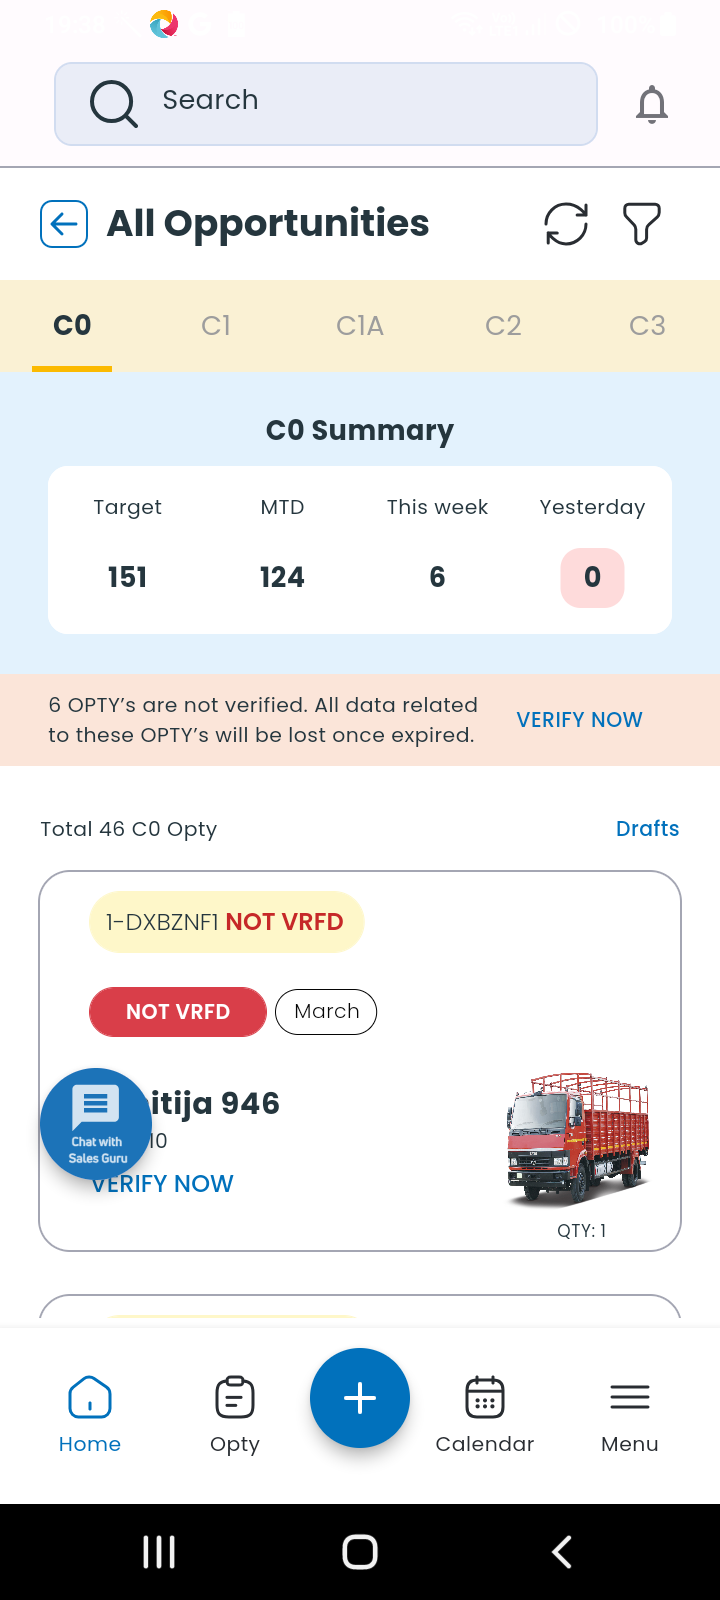 Search
All Opportunities
C0 C1 C1A C2 C3
C0 Summary
Target MTD This week Yesterday
151 124 6 0
6 OPTY’s are not verified. All data related
to these OPTY’s will be lost once expired.
VERIFY NOW
Total 46 C0 Opty Drafts
1-DXBZNF1 NOT VRFD
NOT VRFD March
itija 946
Chat with
Sales Guru
10
VERIFY NOW
QTY: 1
Home Opty Calendar Menu